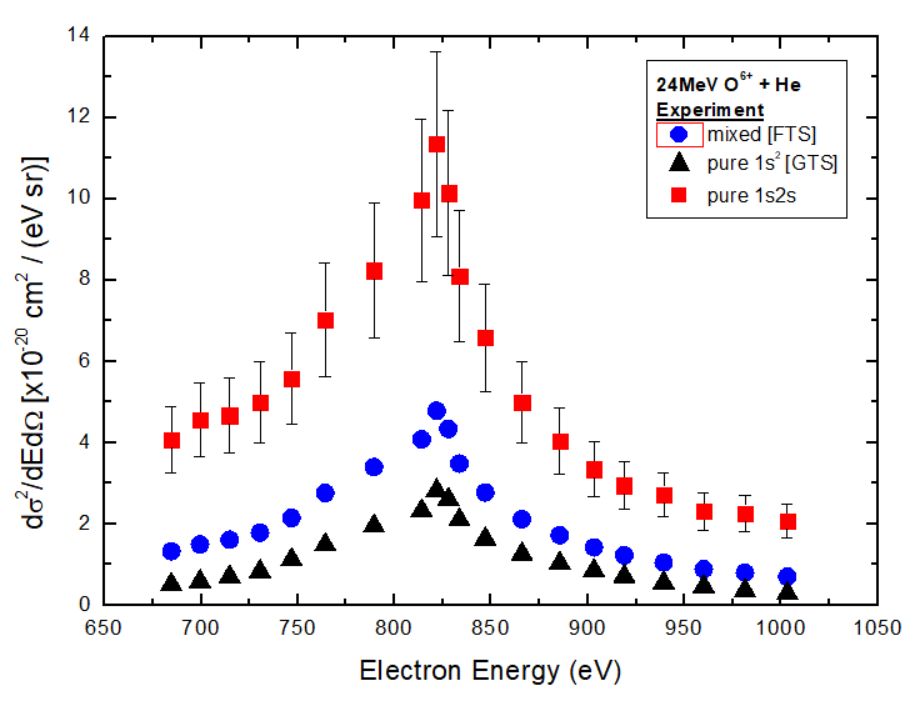 14
12
10
8
6
4
2
0
650
700
750
800
850
900
950
1000
1050
Electron Energy (eV)
dσ²/dEdΩ [x10⁻²⁰ cm² / (eV sr)]
24MeV O⁶⁺ + He
Experiment
mixed [FTS]
pure 1s² [GTS]
pure 1s2s